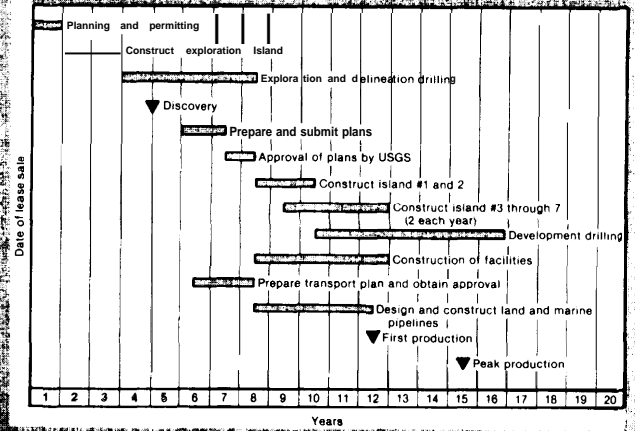 Planning and permitting
Construct exploration Island
Exploration and delineation drilling
Discovery
Prepare and submit plans
Approval of plans by USGS
Construct island #1 and 2
Construct island #3 through 7
(2 each year)
Development drilling
Construction of facilities
Prepare transport plan and obtain approval
Design and construct land and marine
pipelines
First production
Peak production
Date of lease sale
1 2 3 4 5 6 7 8 9 10 11 12 13 14 15 16 17 18 19 20
Years